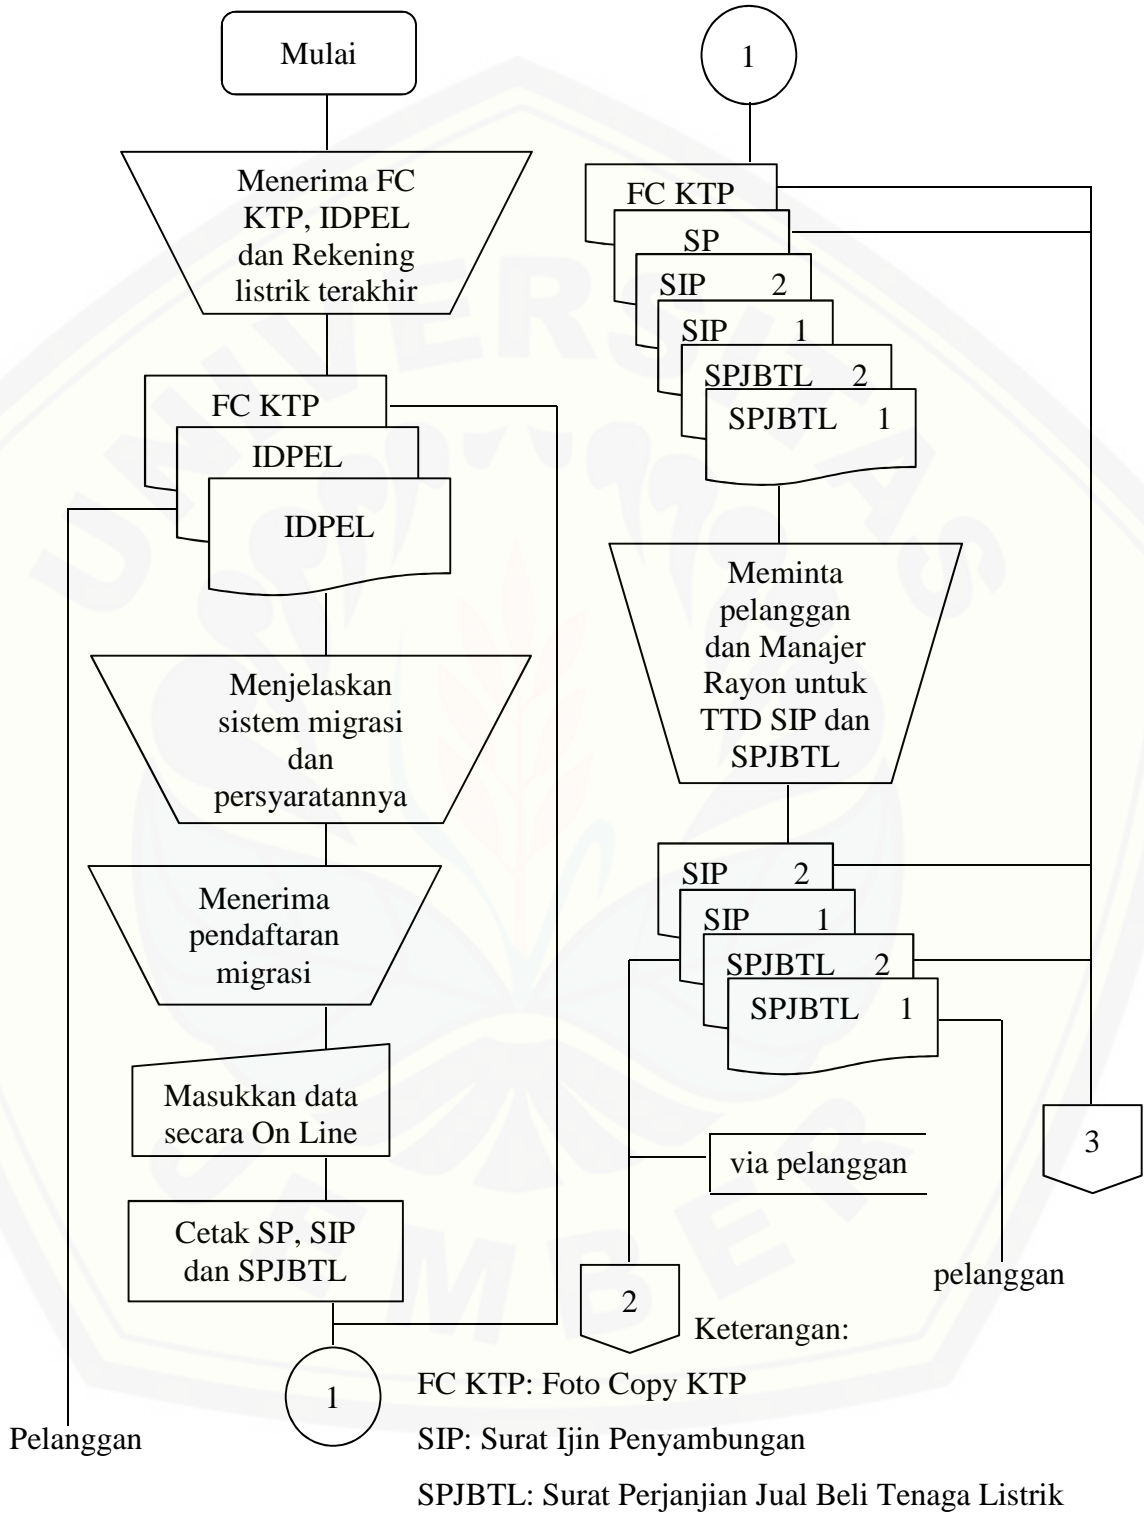 Mulai
Menerima FC
KTP, IDPEL
dan Rekening
listrik terakhir
FC KTP
IDPEL
IDPEL
Menjelaskan
sistem migrasi
dan
persyaratannya
Menerima
pendaftaran
migrasi
Masukkan data
secara On Line
Cetak SP, SIP
dan SPJBTL
1
Pelanggan
1
FC KTP
SP
SIP 2
SIP 1
SPJBTL 2
SPJBTL 1
Meminta
pelanggan
dan Manajer
Rayon untuk
TTD SIP dan
SPJBTL
SIP 2
SIP 1
SPJBTL 2
SPJBTL 1
3
via pelanggan
pelanggan
2
Keterangan:
FC KTP: Foto Copy KTP
SIP: Surat Ijin Penyambungan
SPJBTL: Surat Perjanjian Jual Beli Tenaga Listrik
UNIVERSITAS
JEMBER